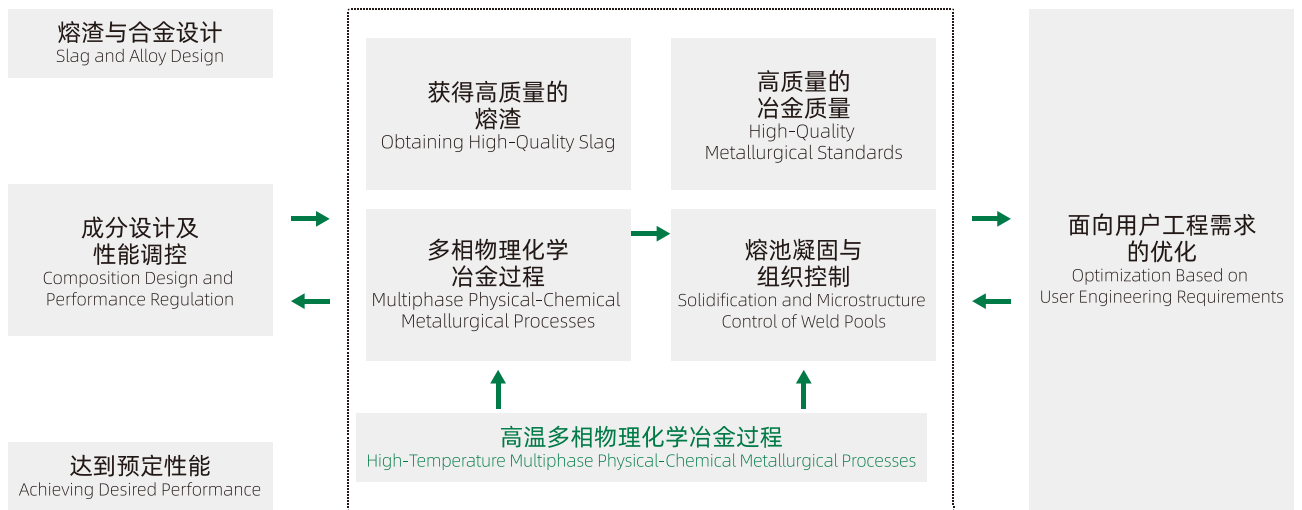 熔渣与合金设计
Slag and Alloy Design
成分设计及
性能调控
Composition Design and
Performance Regulation
达到预定性能
Achieving Desired Performance
获得高质量的
熔渣
Obtaining High-Quality Slag
高质量的
冶金质量
High-Quality
Metallurgical Standards
多相物理化学
冶金过程
Multiphase Physical-Chemical
Metallurgical Processes
熔池凝固与
组织控制
Solidification and Microstructure
Control of Weld Pools
高温多相物理化学冶金过程
High-Temperature Multiphase Physical-Chemical Metallurgical Processes
面向用户工程需求
的优化
Optimization Based on
User Engineering Requirements